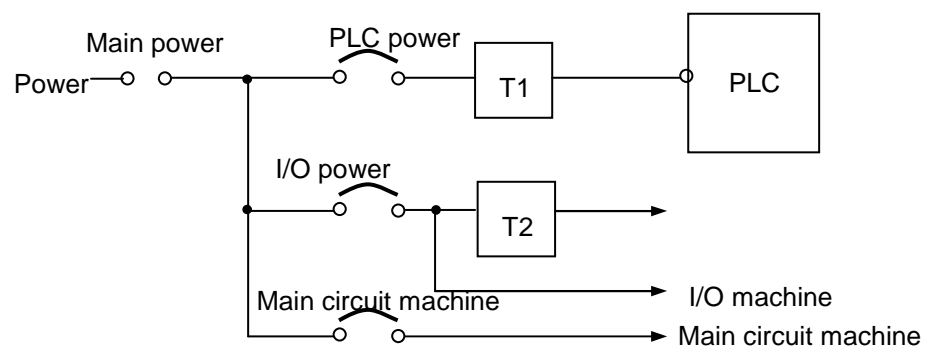 Main power
PLC power
Power
T1
PLC
I/O power
T2
I/O machine
Main circuit machine
Main circuit machine